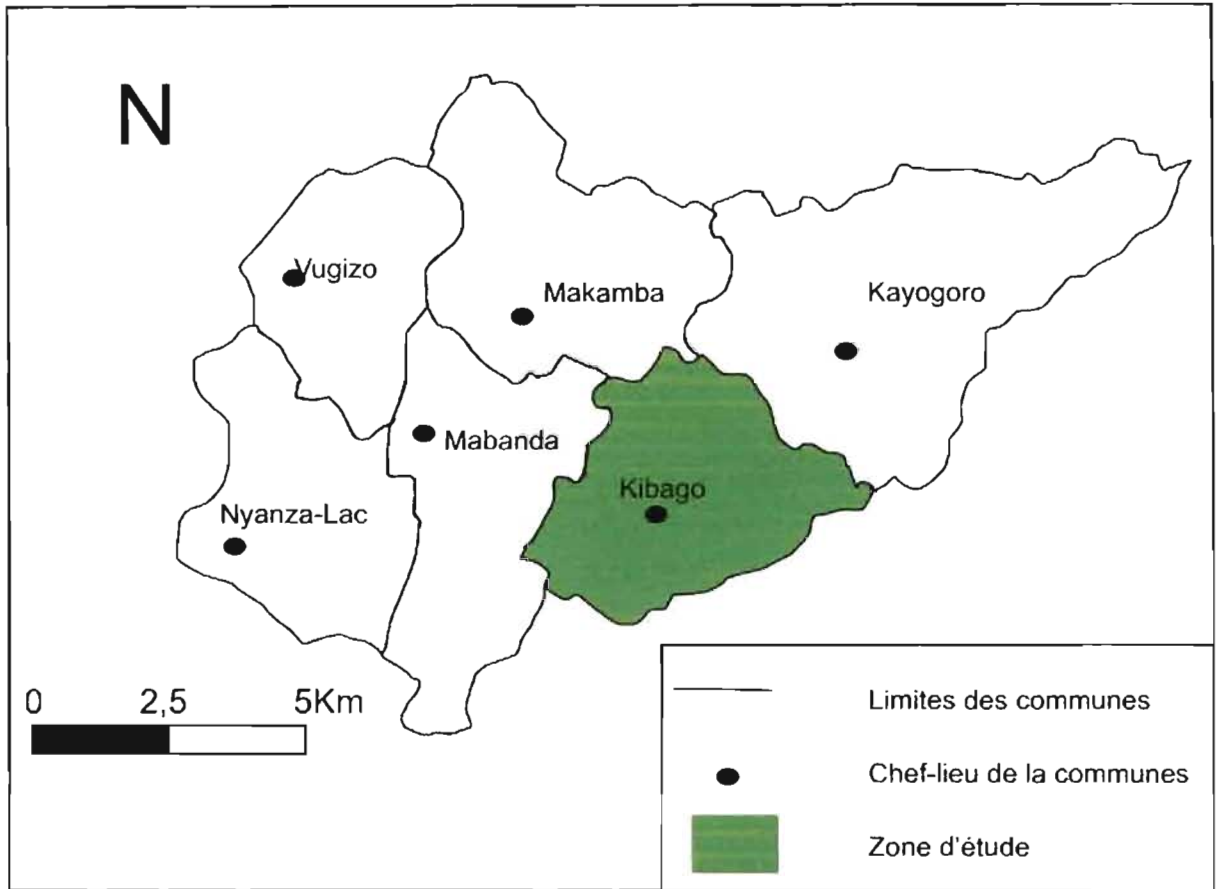 N
Vugizo
Makamba
Kayogoro
Mabanda
Kibago
Nyanza-Lac
0 2,5 5Km
Limites des communes
Chef-lieu de la communes
Zone d'étude